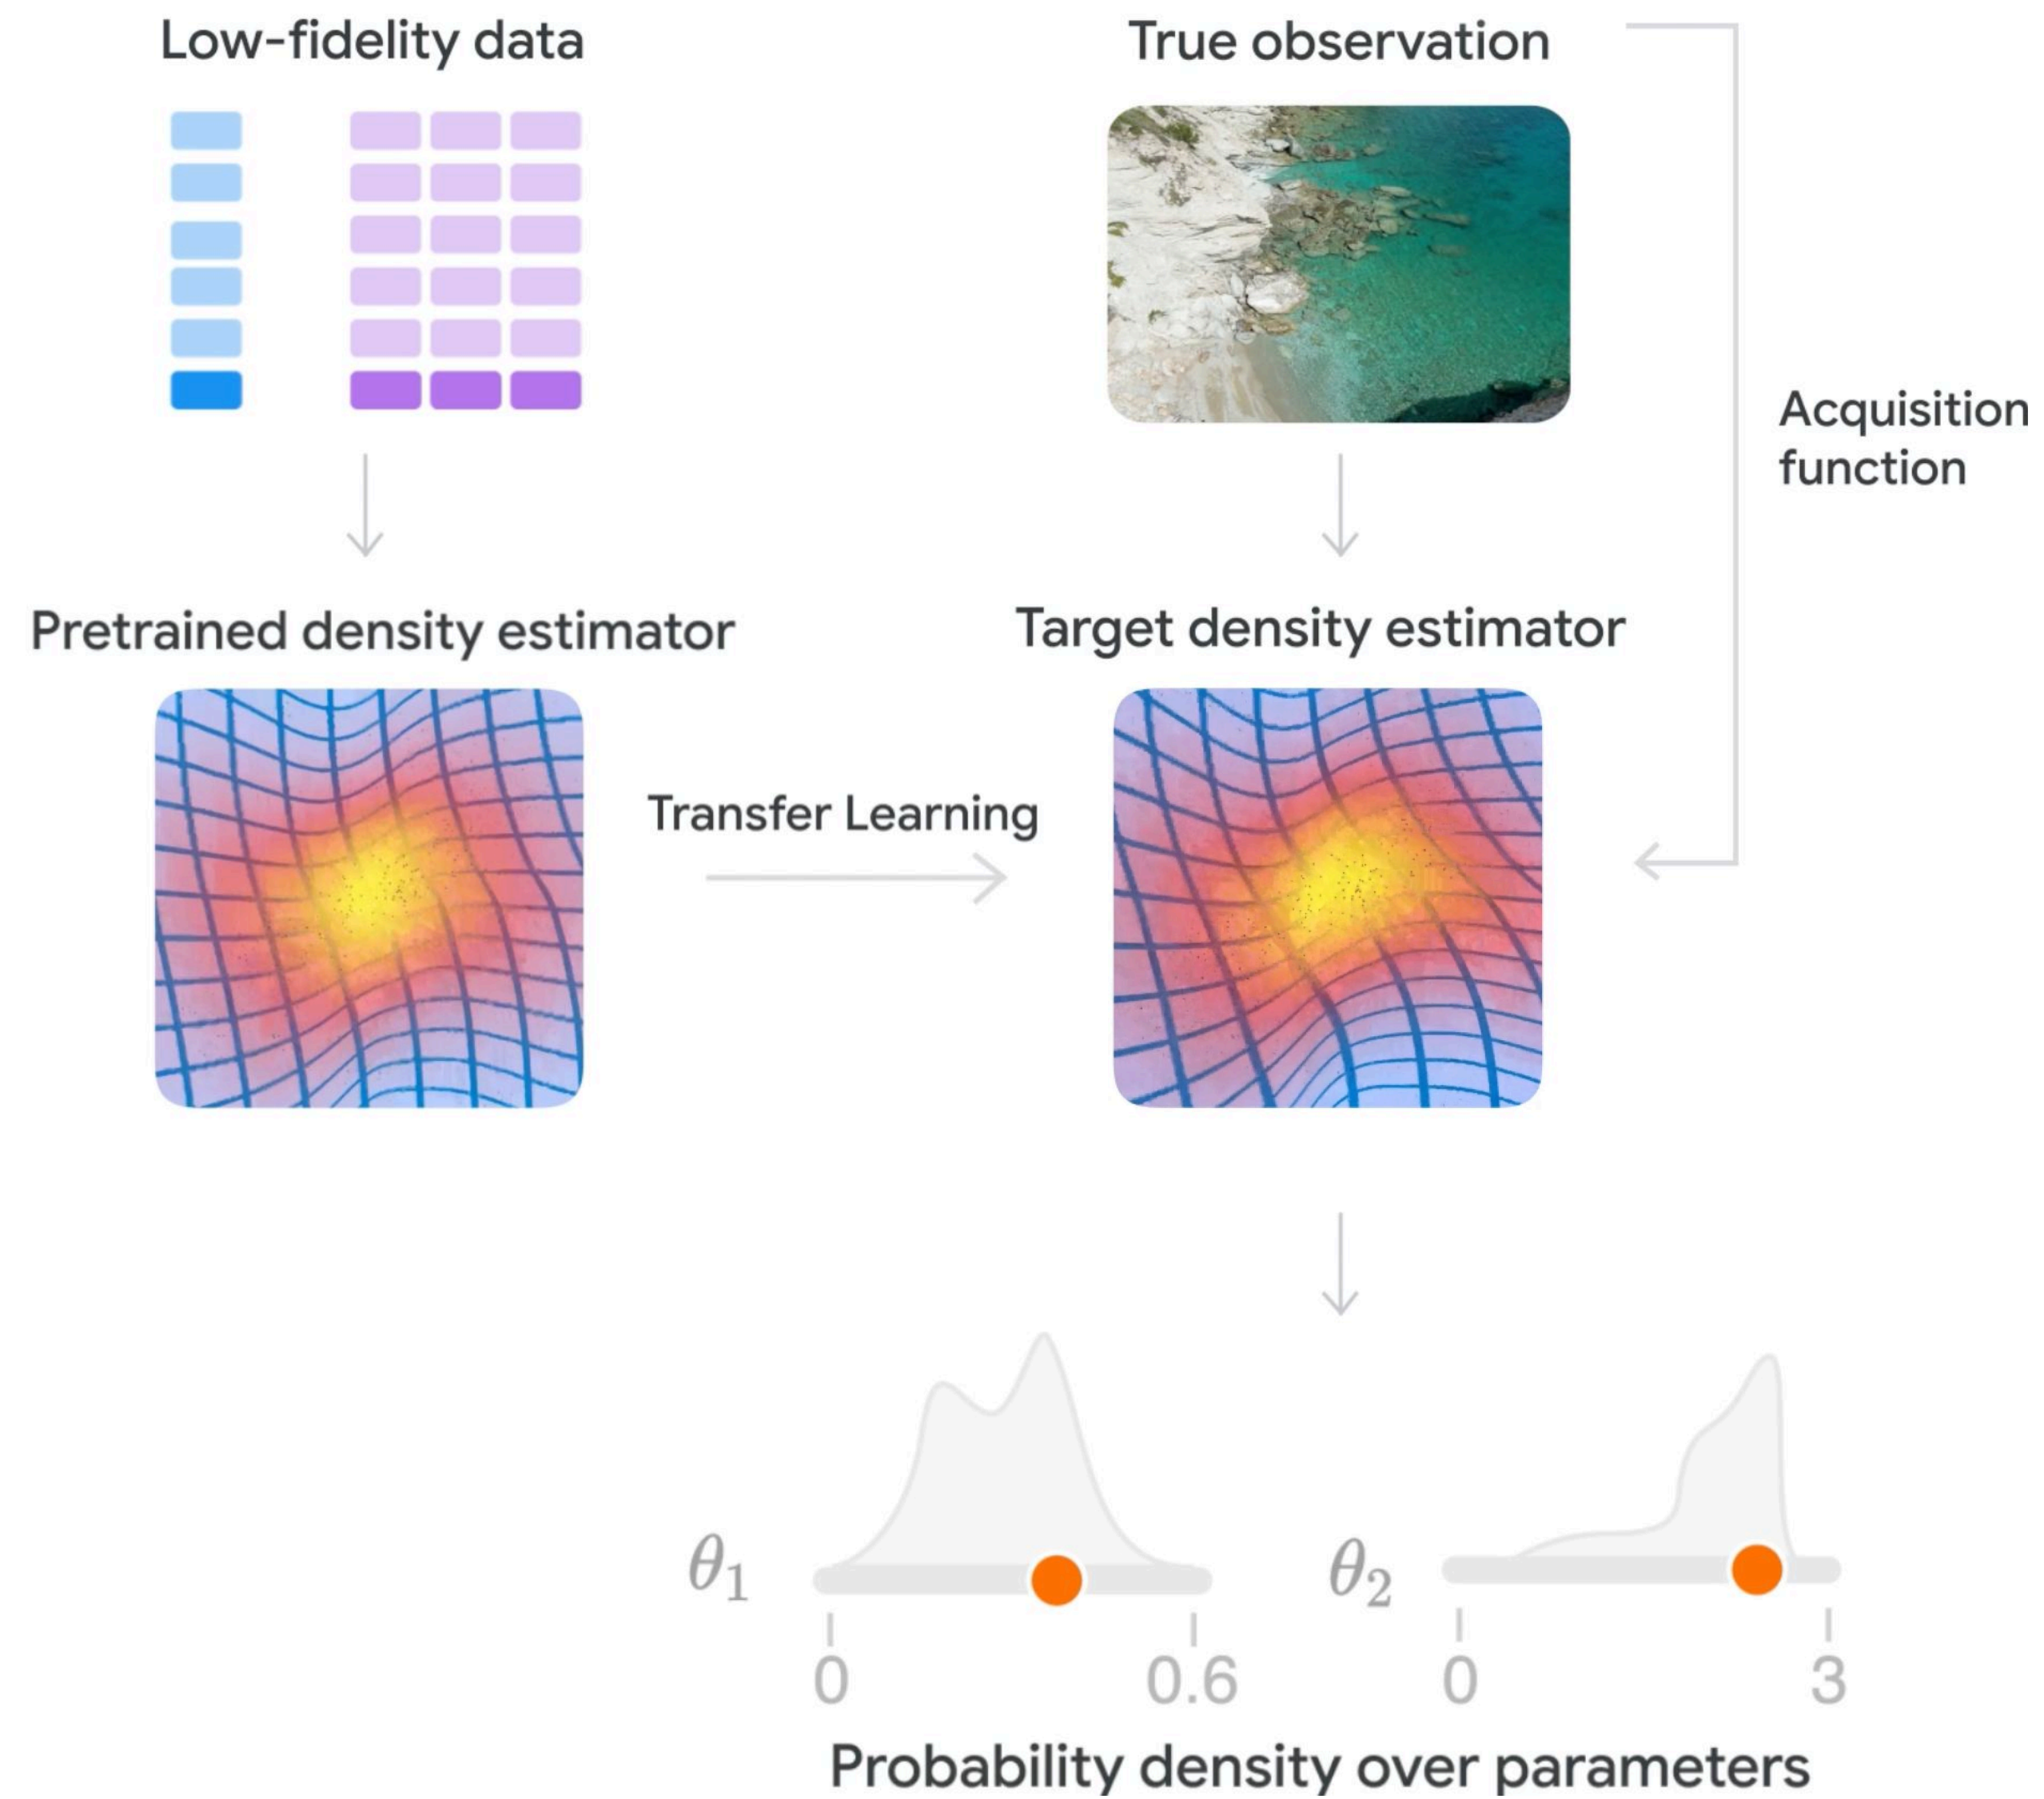 Low-fidelity data
True observation
Acquisition
function
Pretrained density estimator
Target density estimator
Transfer Learning
θ1
0
0.6
θ2
0
3
Probability density over parameters